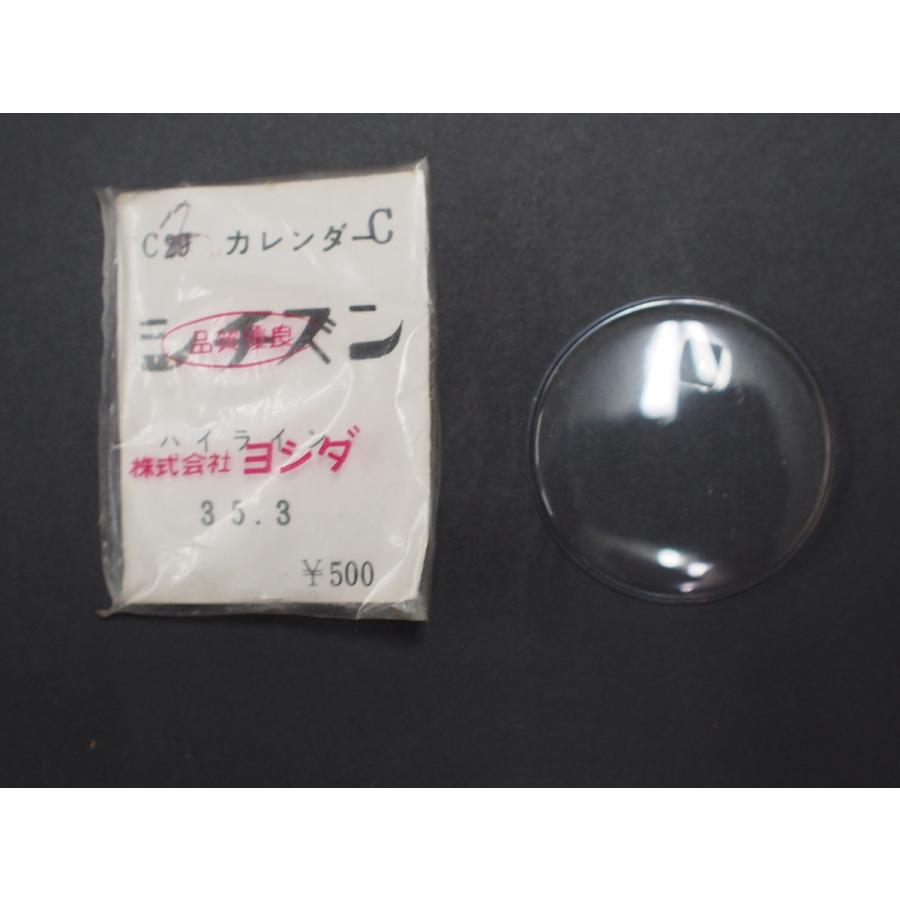 C 17 カレンダーC
シチズン
品質優良
ハイライン
株式会社 ヨシダ
35.3
￥500